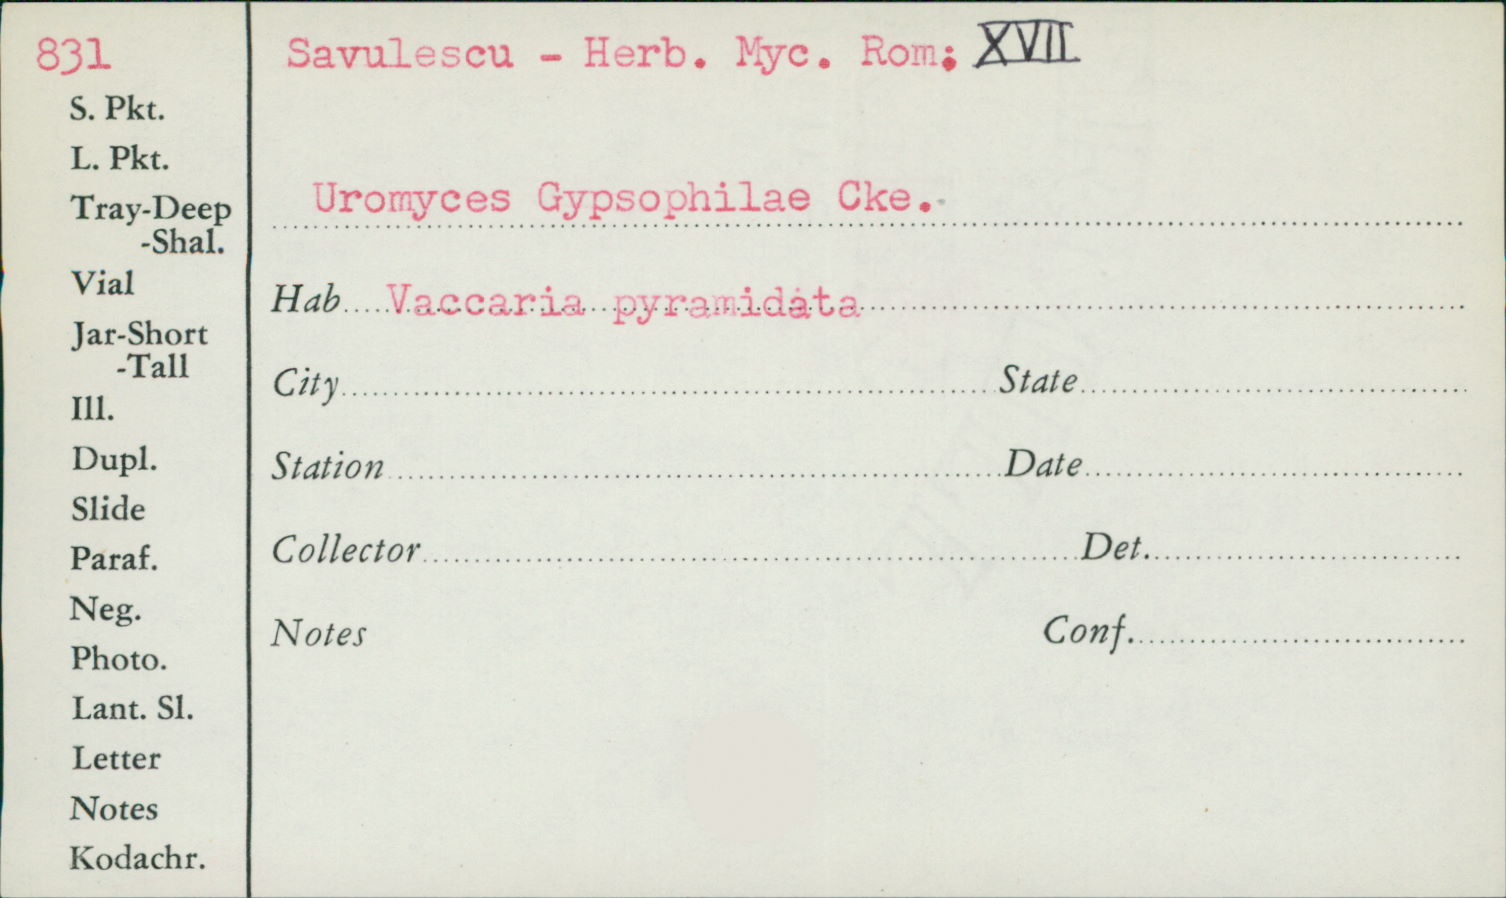 831
Savulescu - Herb. Myc. Rom; XVII
S. Pkt.
L. Pkt.
Tray-Deep
-Shal.
Vial
Jar-Short
-Tall
Ill.
Dupl.
Slide
Paraf.
Neg.
Photo.
Lant. Sl.
Letter
Notes
Kodachr.
Uromyces Gypsophilae Cke.
Hab Vaccaria pyramidata
City State
Station Date
Collector Det.
Notes Conf.